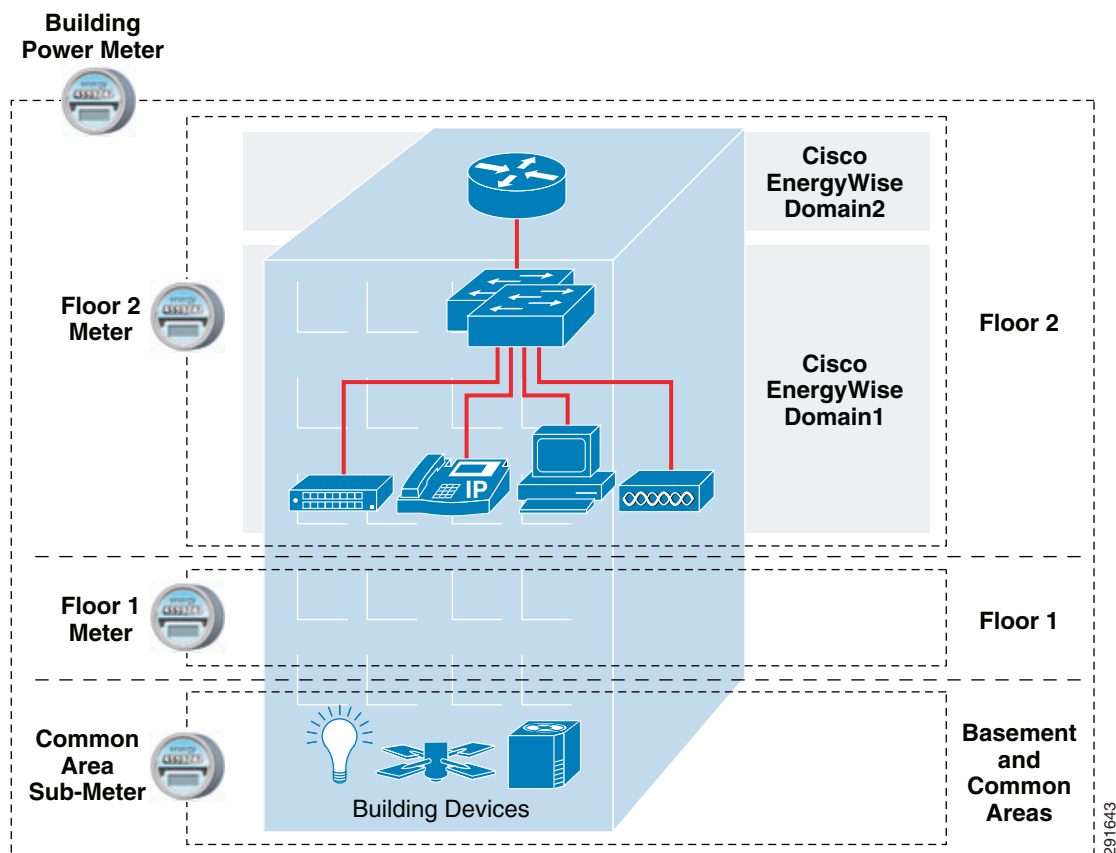 Building
Power Meter
Cisco
EnergyWise
Domain2
Floor 2
Meter
Floor 2
Cisco
EnergyWise
Domain1
IP
Floor 1
Meter
Floor 1
Common
Area
Sub-Meter
Building Devices
Basement
and
Common
Areas
291643